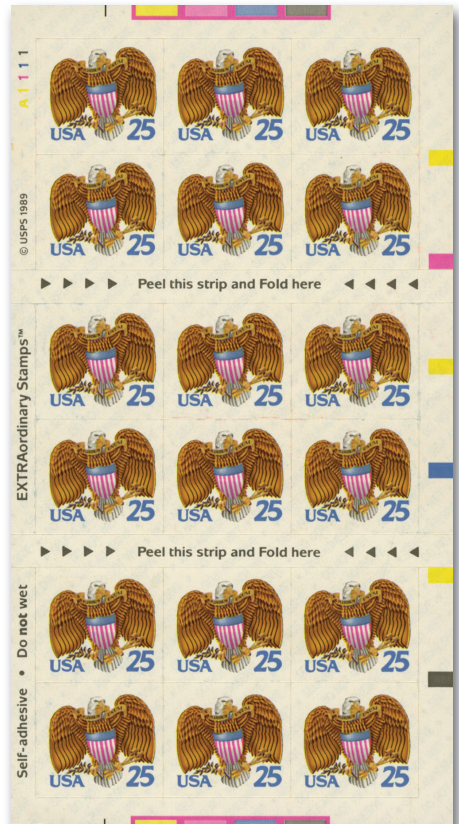 A1111
USA 25 USA 25 USA 25
© USPS 1989
USA 25 USA 25 USA 25
Peel this strip and Fold here
EXTRAordinary Stamps™
USA 25 USA 25 USA 25
USA 25 USA 25 USA 25
Peel this strip and Fold here
Self-adhesive • Do not wet
USA 25 USA 25 USA 25
USA 25 USA 25 USA 25